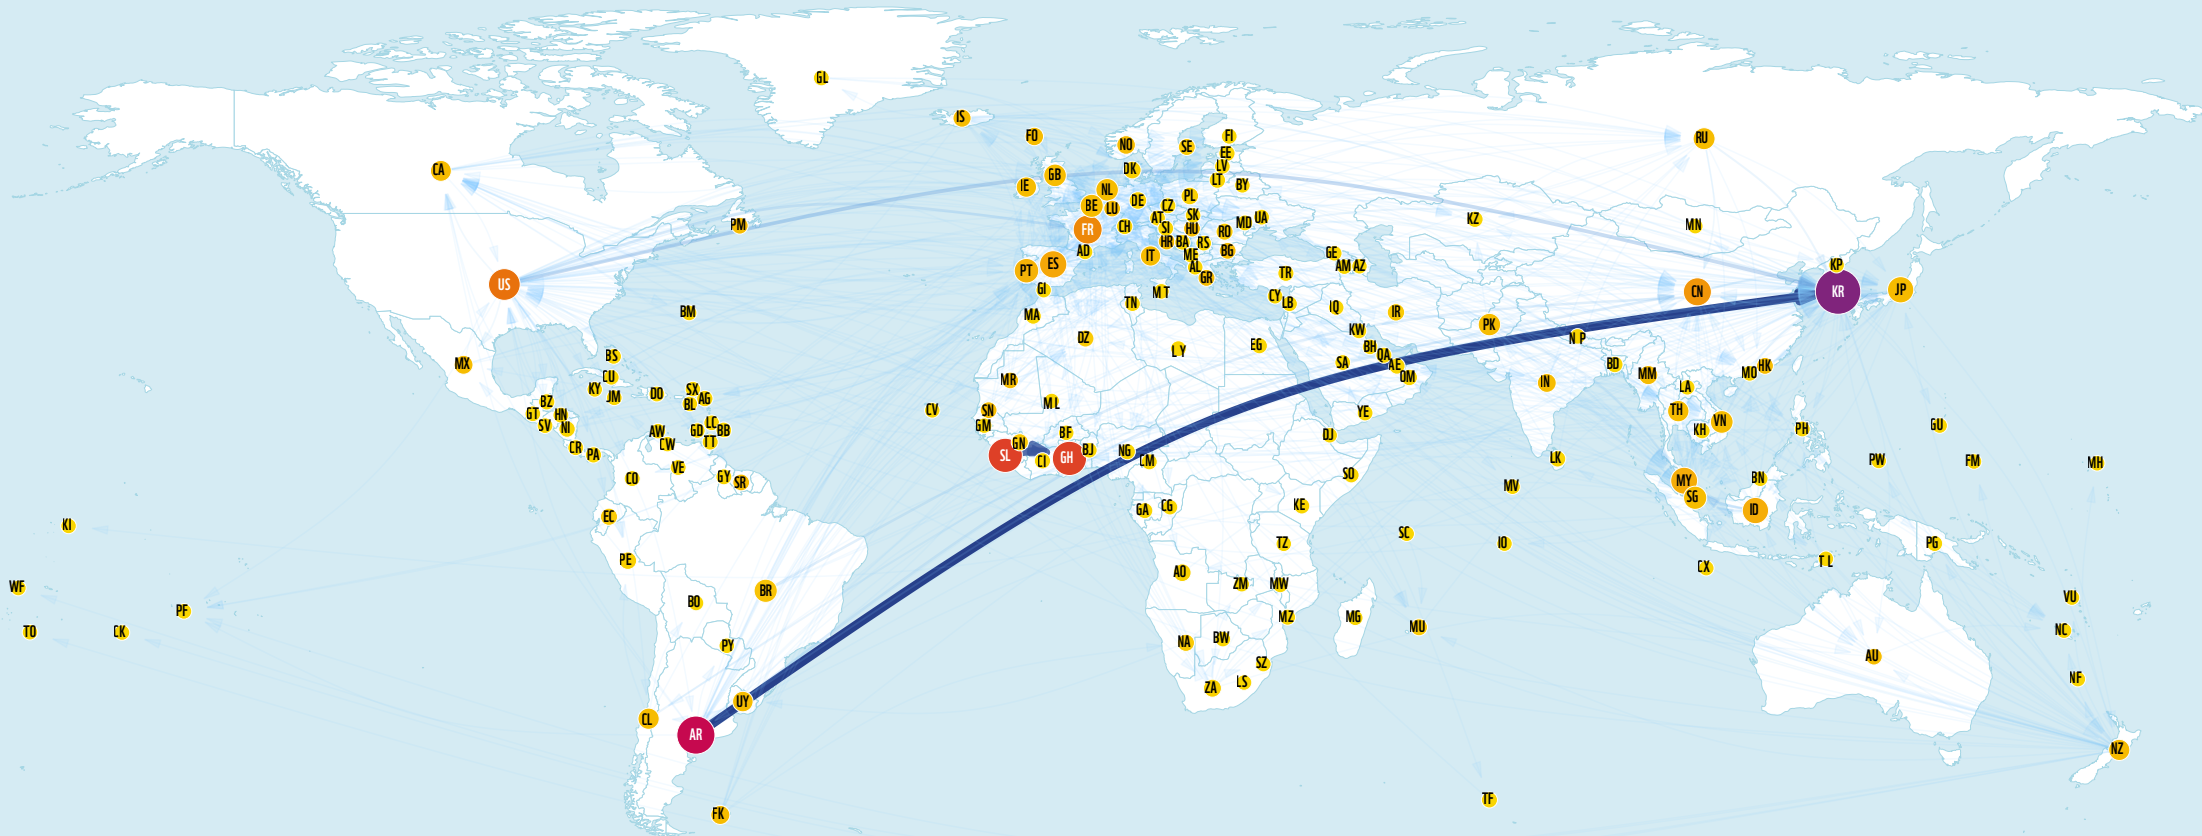 GL
IS
FO
NO
SE
FI
EE
LV
LT
BY
RU
CA
IE
GB
DK
NL
BE
LU
DE
PL
CZ
AT
SK
SI
HU
CH
FR
AD
HR
BA
RS
RO
MD
UA
BG
ME
AL
GR
IT
PT
ES
GI
KZ
MN
PM
US
BM
MA
TN
MT
TR
GE
AM
AZ
CY
LB
IQ
IR
KW
PK
CN
KP
KR
JP
MX
BS
CU
KY
JM
DO
SX
AG
BL
BZ
GT
HN
SV
NI
CR
PA
AW
CW
GD
LC
BB
TT
DZ
LY
EG
BH
QA
SA
AE
OM
NP
IN
BD
MM
MO
HK
LA
TH
KH
VN
PH
GU
MR
ML
CV
SN
GM
GN
SL
CI
BF
GH
BJ
NG
CM
DJ
YE
SO
LK
MV
PW
FM
MH
CO
VE
GY
SR
EC
PE
BR
BO
PY
UY
CL
AR
FK
KI
WF
TO
CK
PF
GA
CG
KE
TZ
SC
IO
MY
SG
BN
ID
CX
TL
PG
AO
ZM
MW
MZ
MG
MU
NA
BW
SZ
ZA
LS
AU
VU
NC
NF
NZ
TF